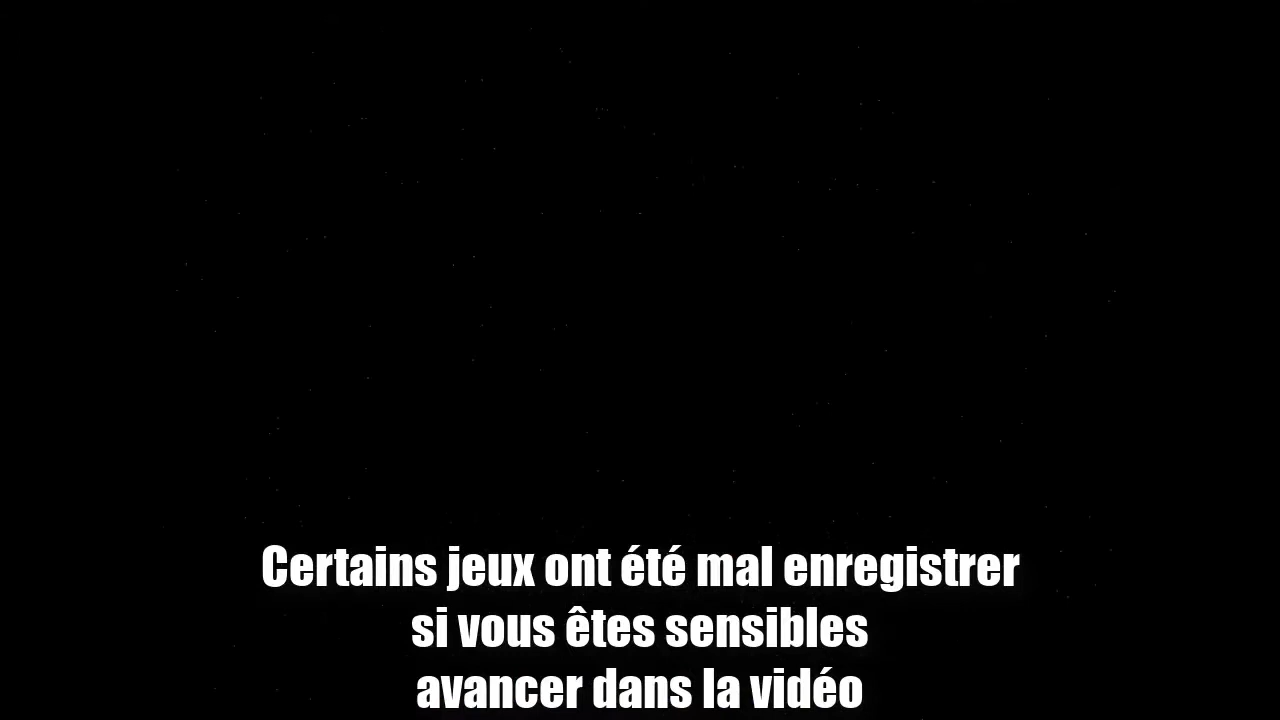 Certains jeux ont été mal enregistrer
si vous êtes sensibles
avancer dans la vidéo